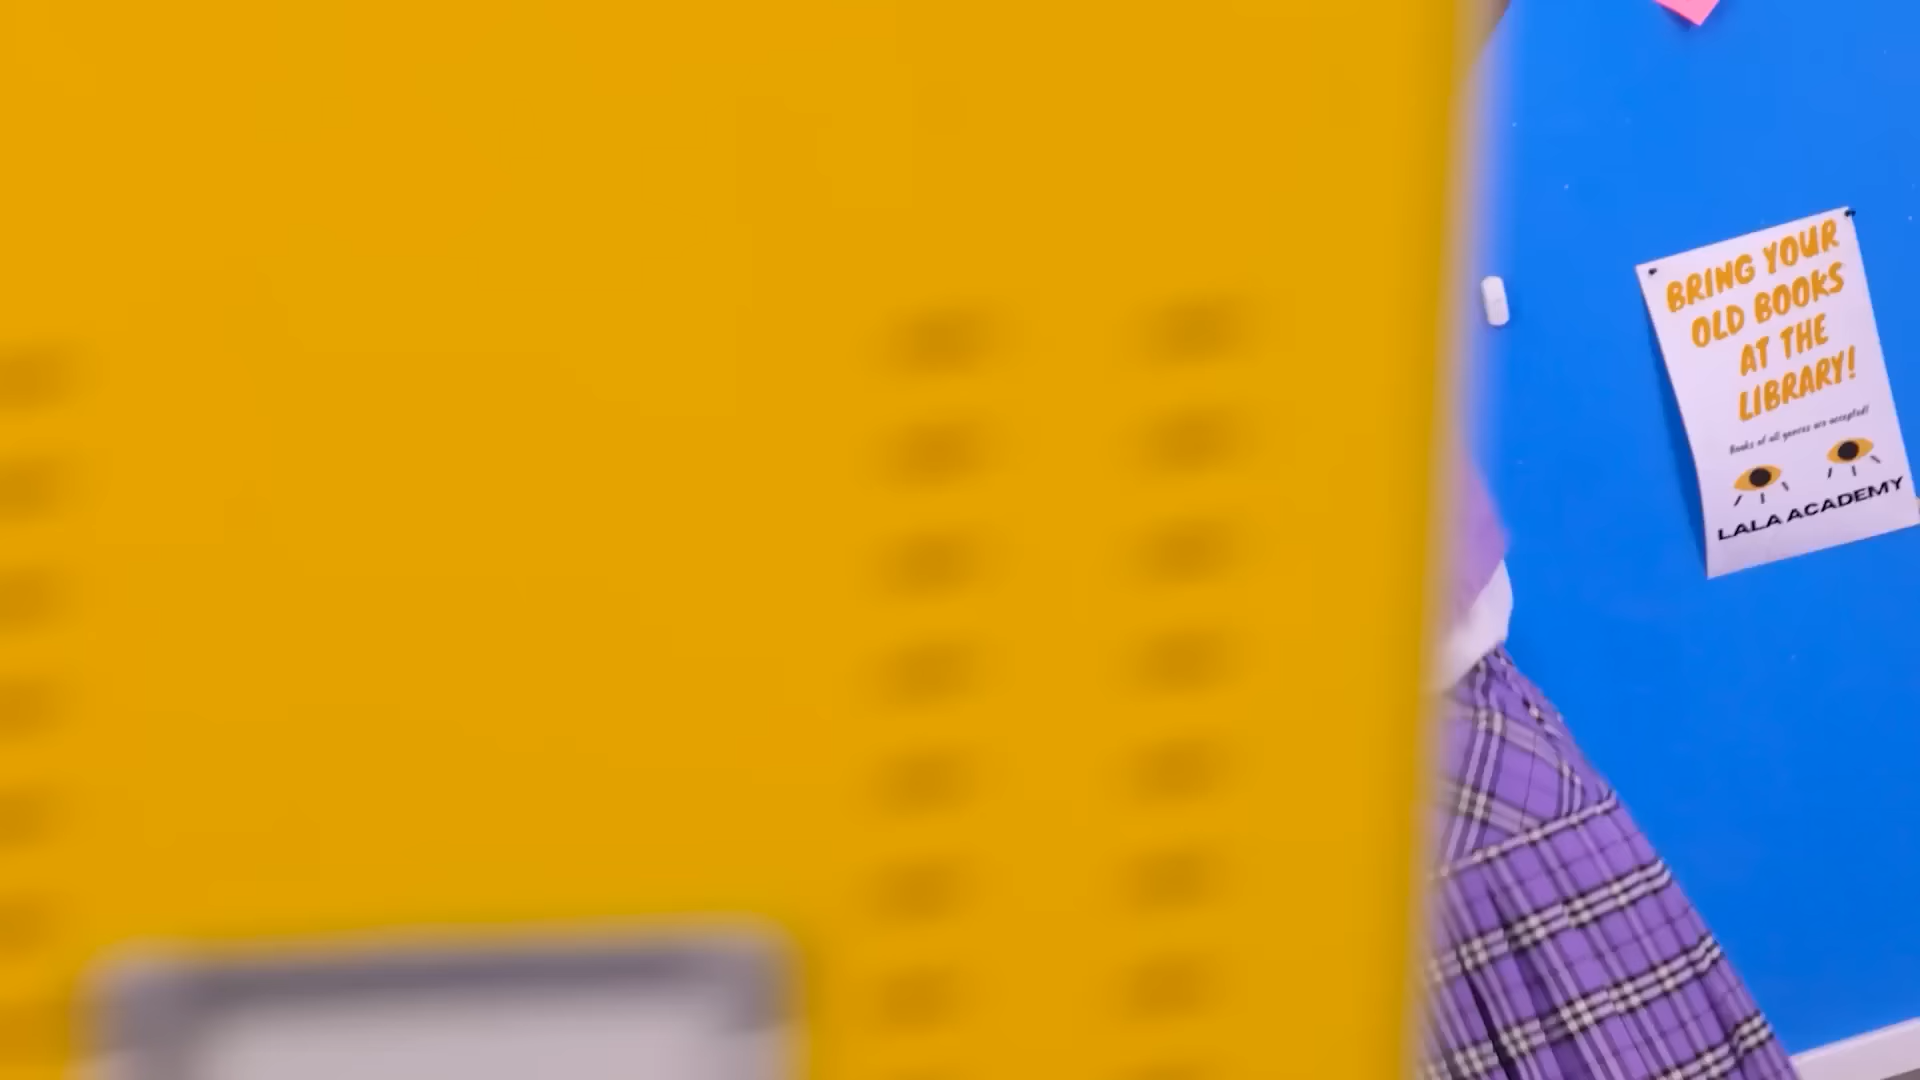 BRING YOUR
OLD BOOKS
AT THE
LIBRARY!
Books of all genres are accepted!
LALA ACADEMY